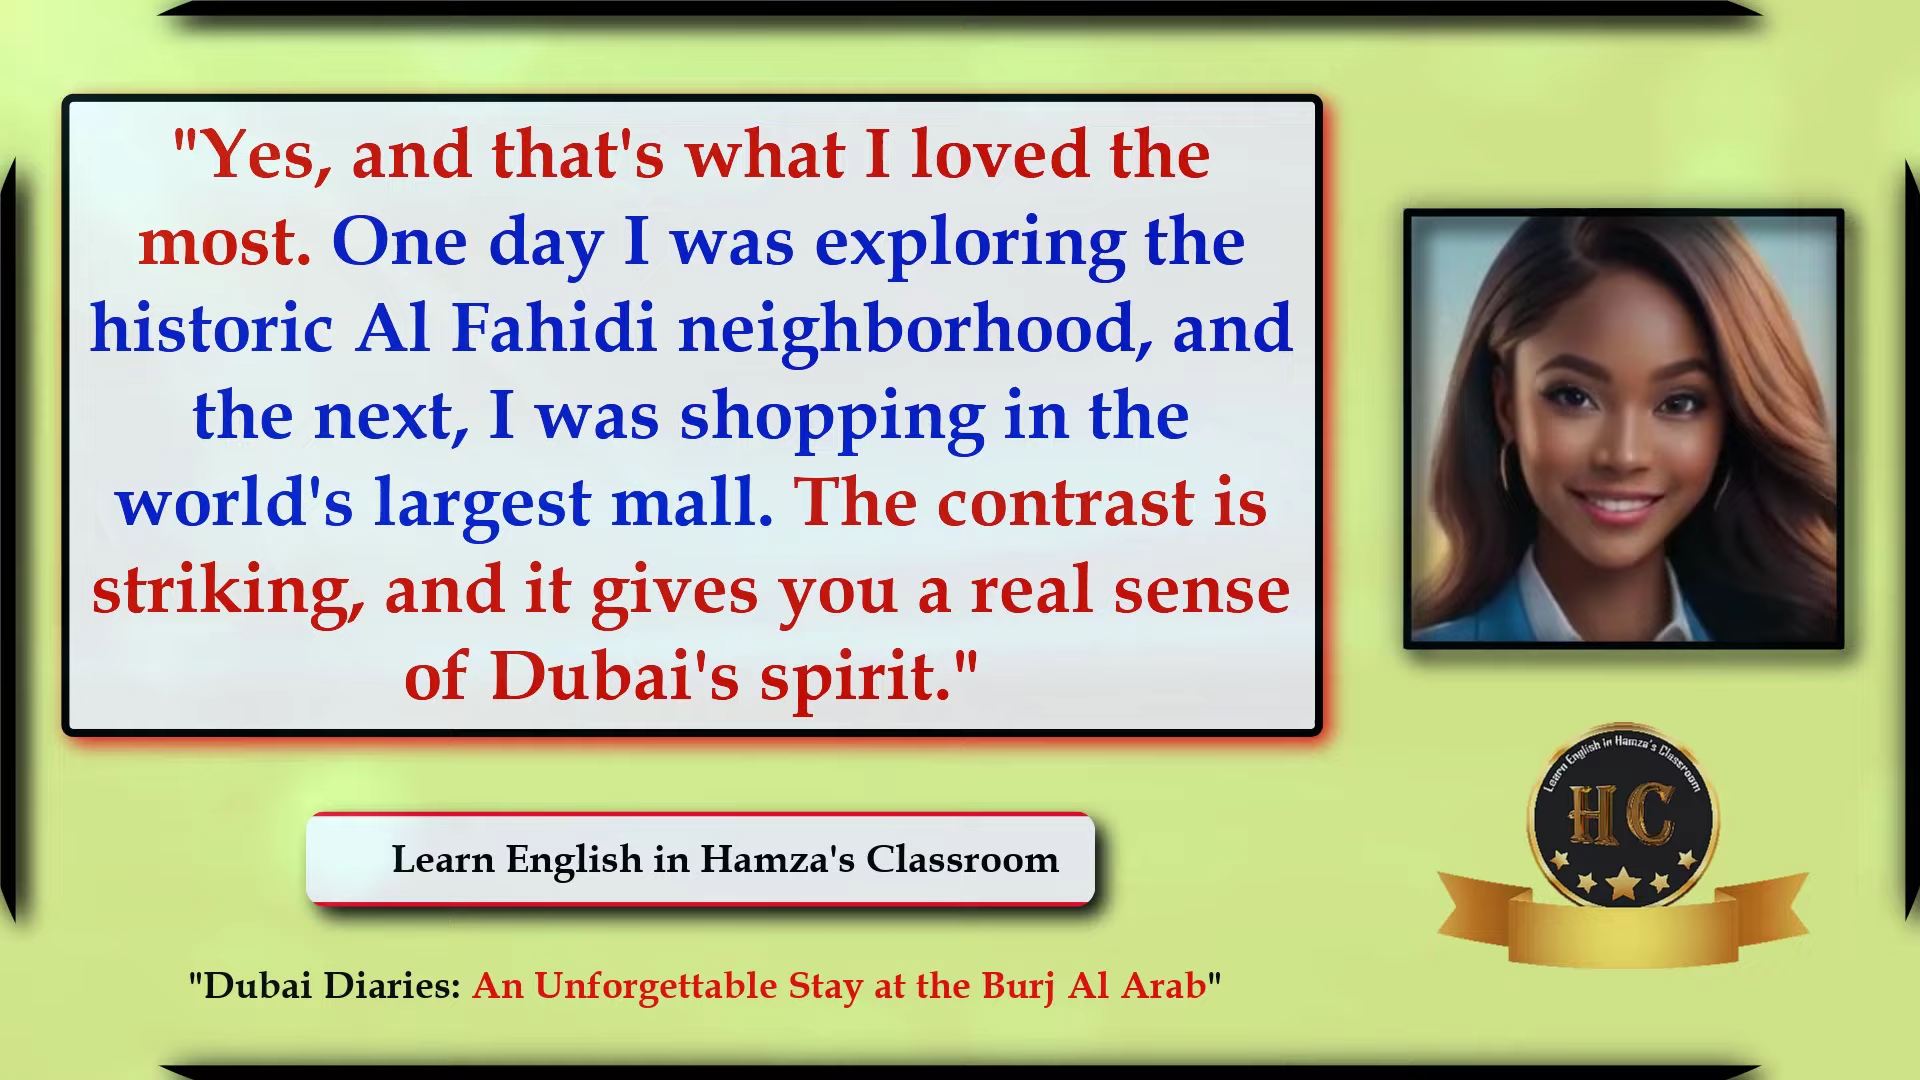 "Yes, and that's what I loved the
most. One day I was exploring the
historic Al Fahidi neighborhood, and
the next, I was shopping in the
world's largest mall. The contrast is
striking, and it gives you a real sense
of Dubai's spirit."
Learn English in Hamza's Classroom
HC
Learn English in Hamza's Classroom
"Dubai Diaries: An Unforgettable Stay at the Burj Al Arab"